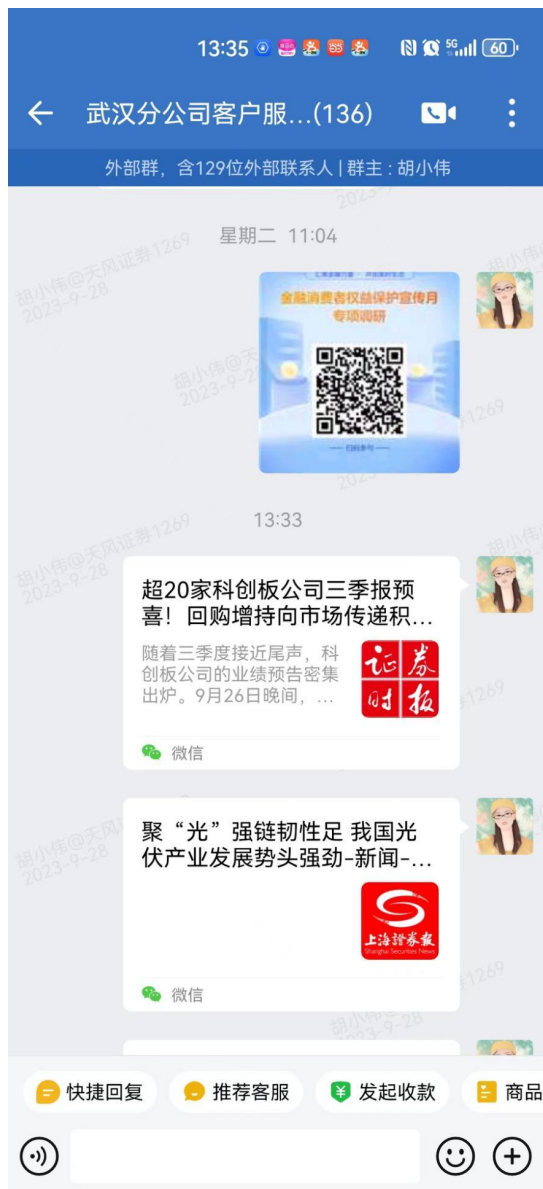 13:35
5G
60
武汉分公司客户服...(136)
外部群，含129位外部联系人 | 群主：胡小伟
星期二 11:04
金融消费者权益保护宣传月
专项调研
13:33
超20家科创板公司三季报预
喜！回购增持向市场传递积...
随着三季度接近尾声，科
创板公司的业绩预告密集
出炉。9月26日晚间，...
证券
时报
微信
聚“光”强链韧性足 我国光
伏产业发展势头强劲-新闻-...
上海證券報
Shanghai Securities News
微信
快捷回复
推荐客服
发起收款
商品
胡小伟@天风证券1269
2023-9-28